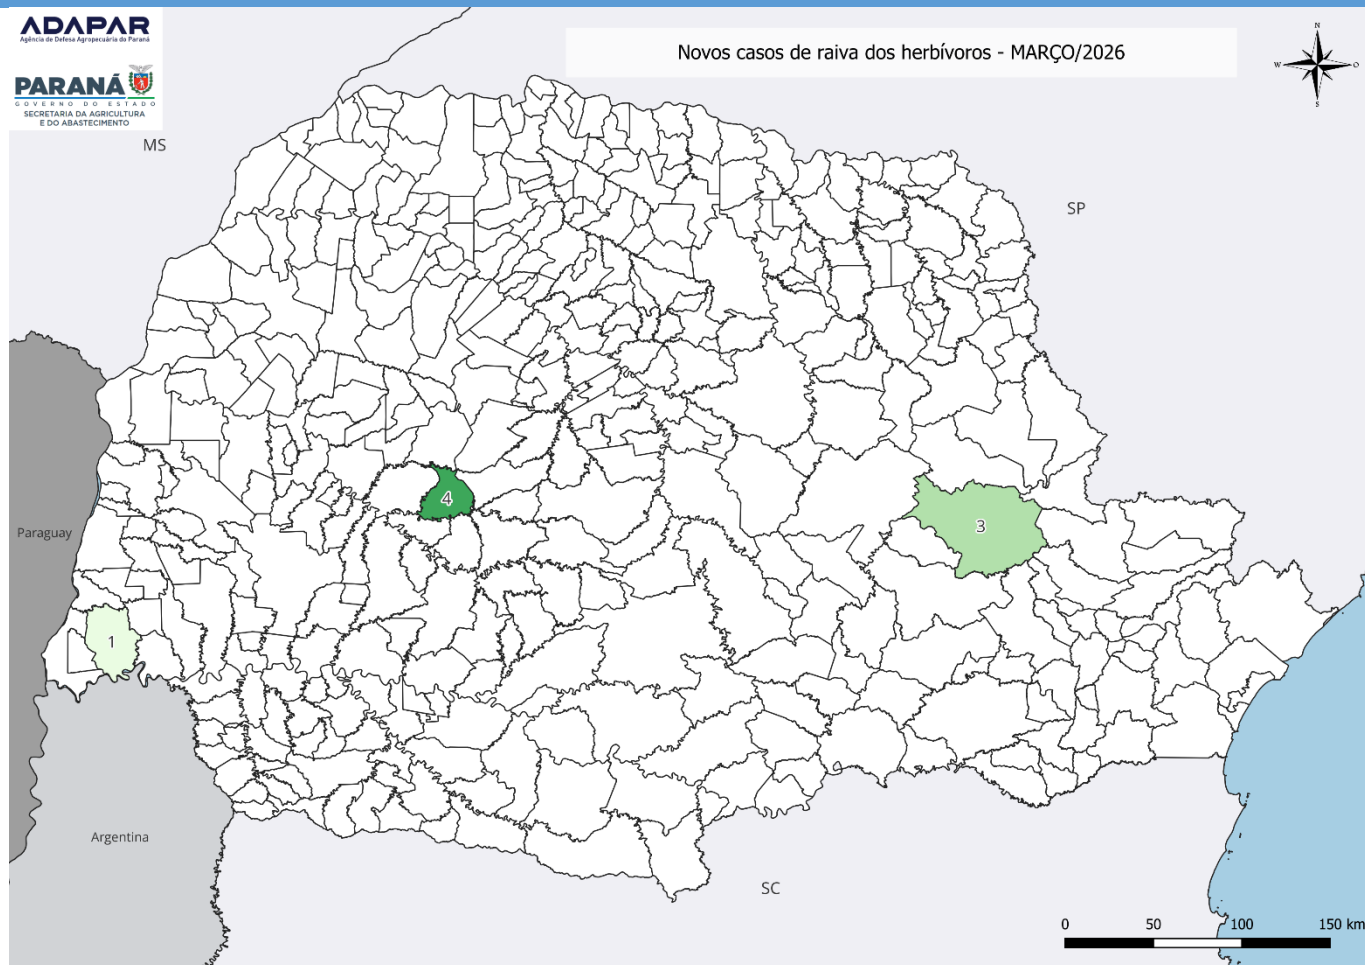 ADAPAR
Agência de Defesa Agropecuária do Paraná
PARANÁ
GOVERNO DO ESTADO
SECRETARIA DA AGRICULTURA
E DO ABASTECIMENTO
Novos casos de raiva dos herbívoros - MARÇO/2026
N
W
O
S
MS
SP
4
3
Paraguay
1
Argentina
SC
0 50 100 150 km